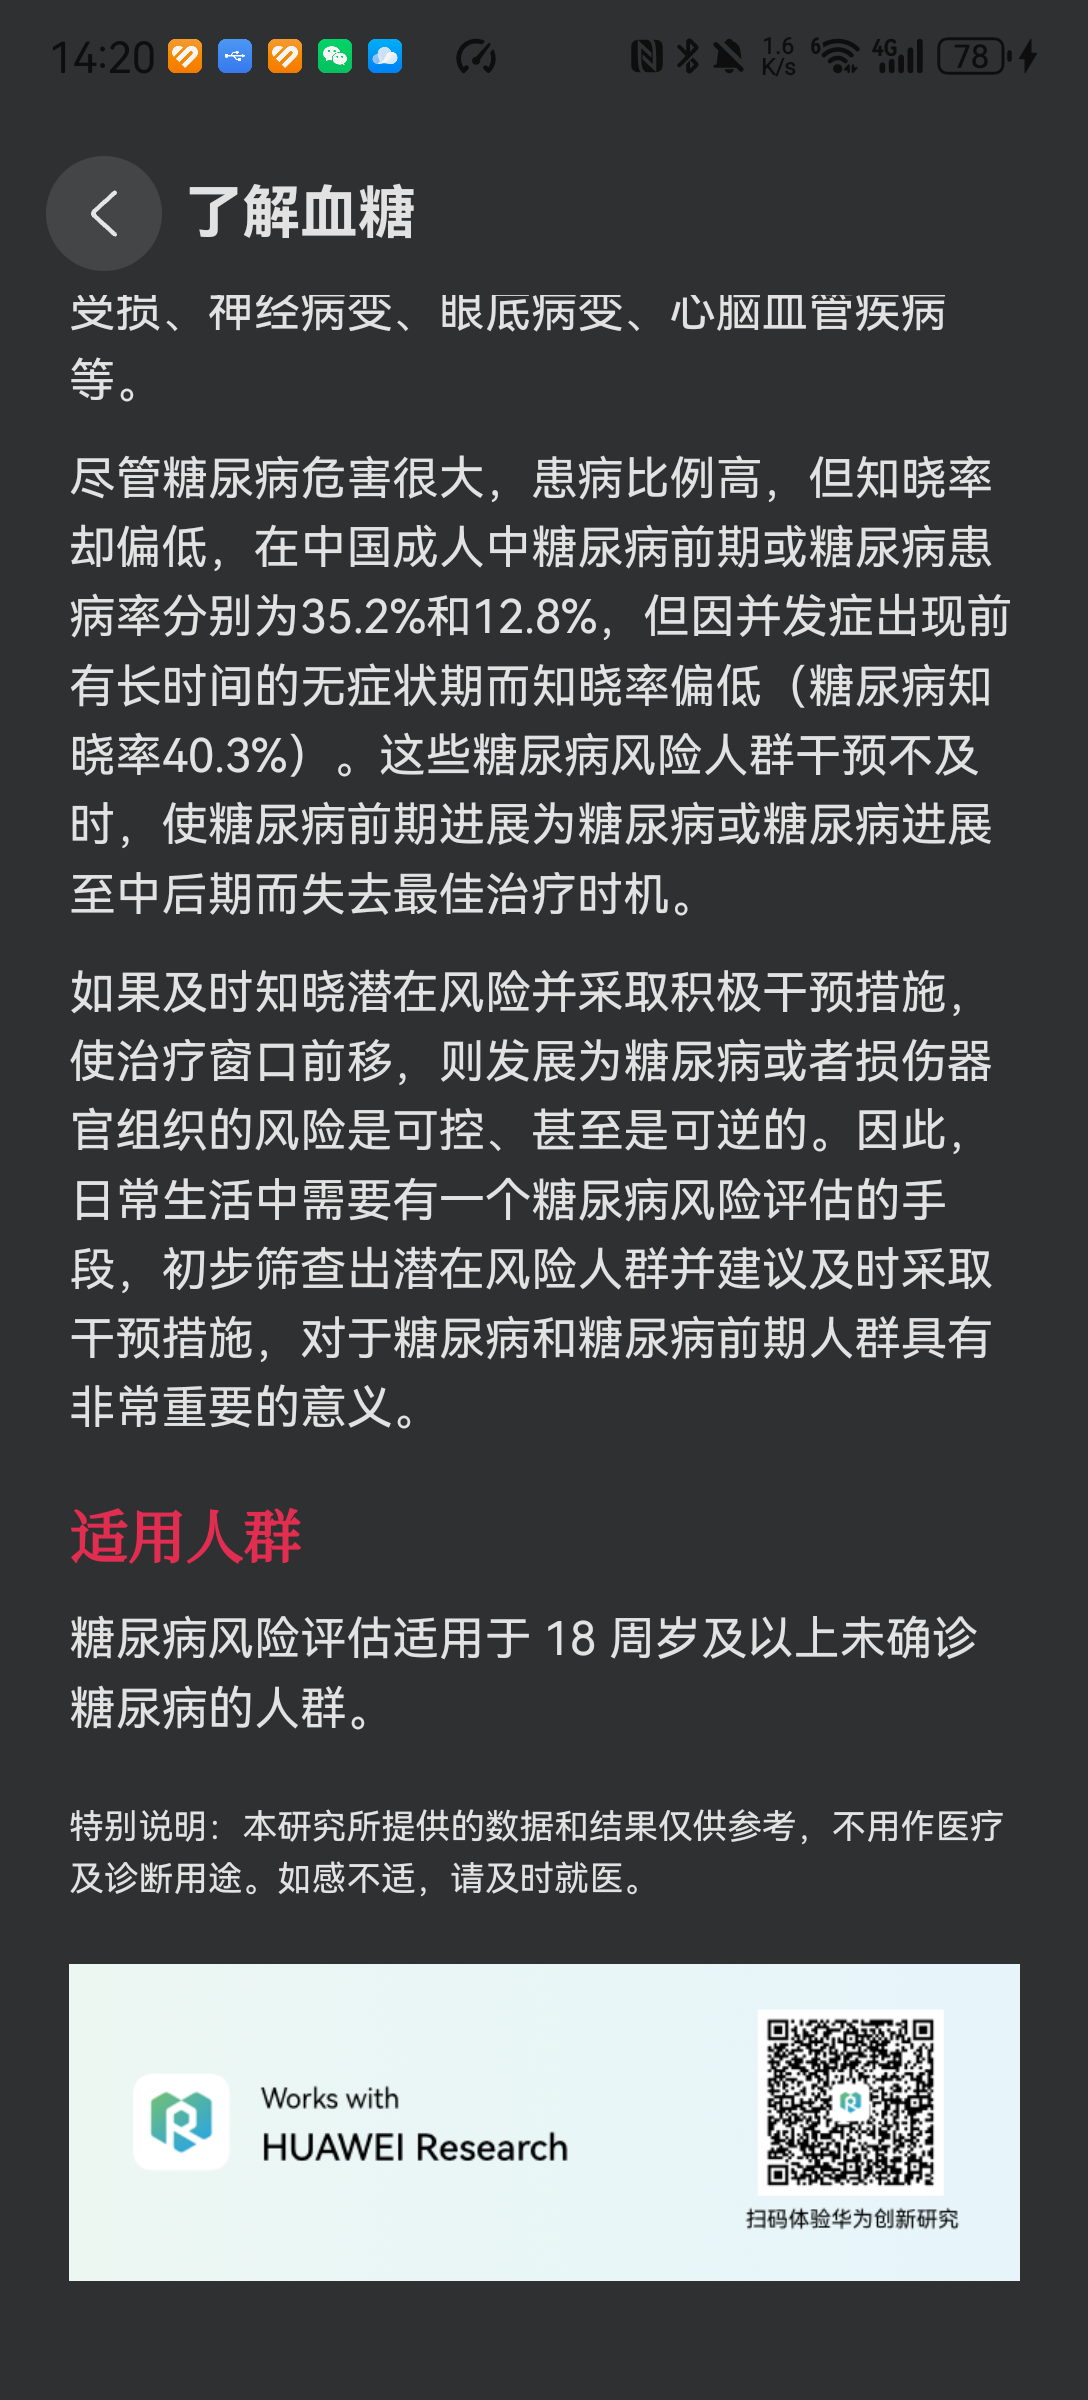 14:20
1.6
K/s
6
4G
78
了解血糖
受损、神经病变、眼底病变、心脑血管疾病
等。
尽管糖尿病危害很大，患病比例高，但知晓率
却偏低，在中国成人中糖尿病前期或糖尿病患
病率分别为35.2%和12.8%，但因并发症出现前
有长时间的无症状期而知晓率偏低（糖尿病知
晓率40.3%）。这些糖尿病风险人群干预不及
时，使糖尿病前期进展为糖尿病或糖尿病进展
至中后期而失去最佳治疗时机。
如果及时知晓潜在风险并采取积极干预措施，
使治疗窗口前移，则发展为糖尿病或者损伤器
官组织的风险是可控、甚至是可逆的。因此，
日常生活中需要有一个糖尿病风险评估的手
段，初步筛查出潜在风险人群并建议及时采取
干预措施，对于糖尿病和糖尿病前期人群具有
非常重要的意义。
适用人群
糖尿病风险评估适用于 18 周岁及以上未确诊
糖尿病的人群。
特别说明：本研究所提供的数据和结果仅供参考，不用作医疗
及诊断用途。如感不适，请及时就医。
Works with
HUAWEI Research
扫码体验华为创新研究